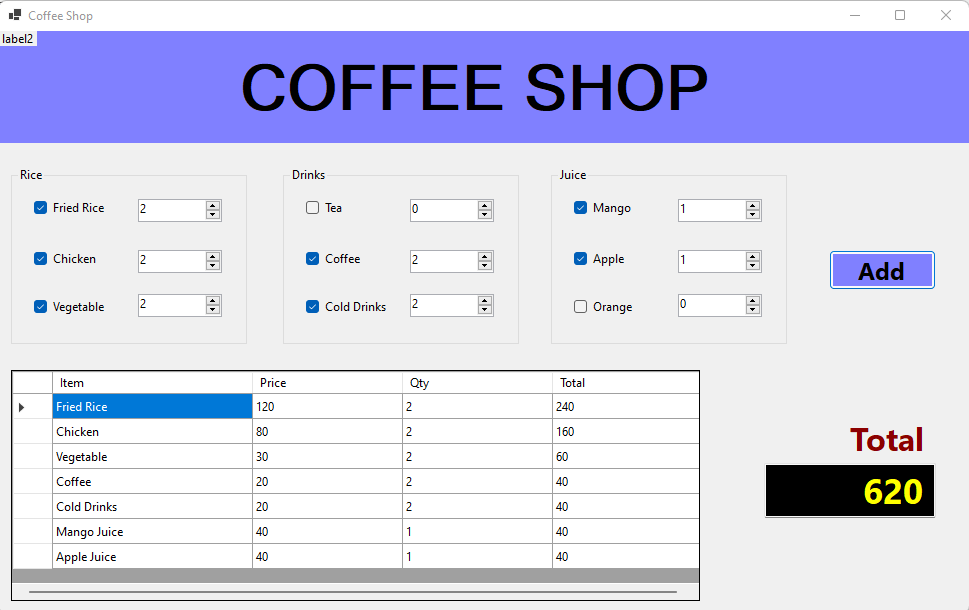 Coffee Shop
label2
COFFEE SHOP
Rice Drinks Juice
Fried Rice 2 Tea 0 Mango 1
Chicken 2 Coffee 2 Apple 1
Add
Vegetable 2 Cold Drinks 2 Orange 0
Item Price Qty Total
Fried Rice 120 2 240
Chicken 80 2 160
Vegetable 30 2 60
Coffee 20 2 40
Cold Drinks 20 2 40
Mango Juice 40 1 40
Apple Juice 40 1 40
Total
620